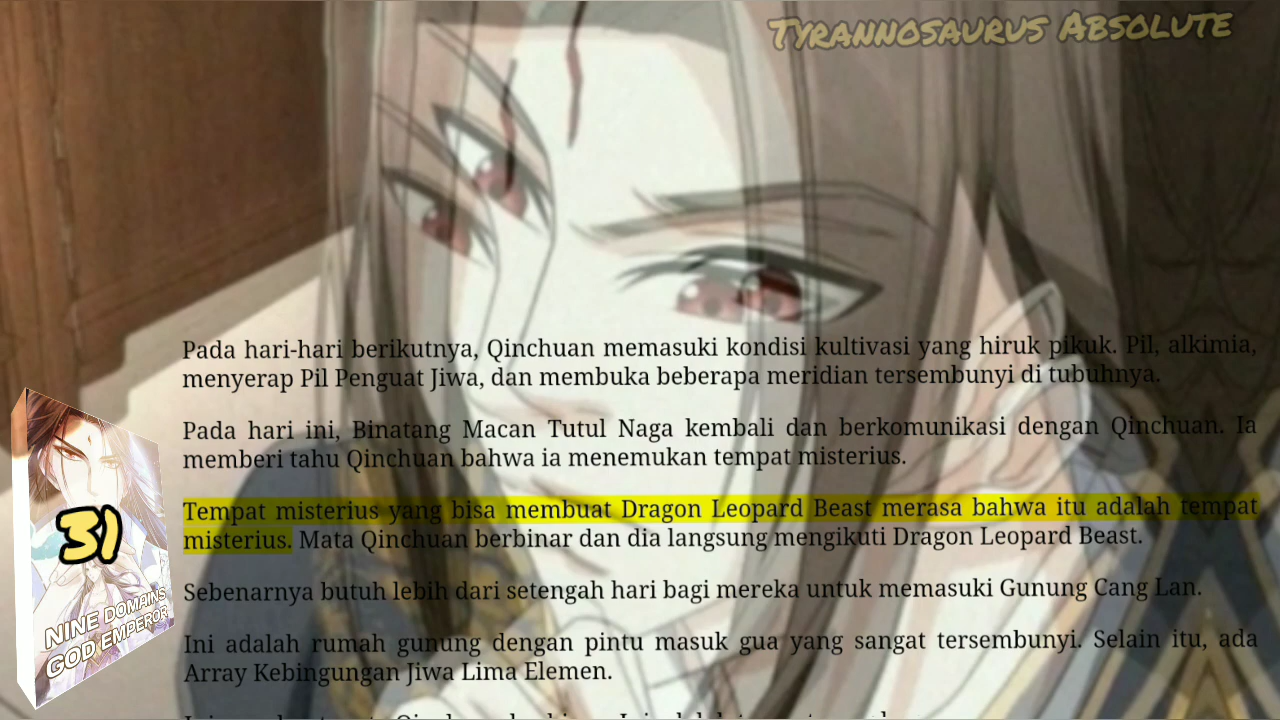 Tyrannosaurus Absolute
Pada hari-hari berikutnya, Qinchuan memasuki kondisi kultivasi yang hiruk pikuk. Pil, alkimia,
menyerap Pil Penguat Jiwa, dan membuka beberapa meridian tersembunyi di tubuhnya.
Pada hari ini, Binatang Macan Tutul Naga kembali dan berkomunikasi dengan Qinchuan. Ia
memberi tahu Qinchuan bahwa ia menemukan tempat misterius.
Tempat misterius yang bisa membuat Dragon Leopard Beast merasa bahwa itu adalah tempat
misterius. Mata Qinchuan berbinar dan dia langsung mengikuti Dragon Leopard Beast.
Sebenarnya butuh lebih dari setengah hari bagi mereka untuk memasuki Gunung Cang Lan.
Ini adalah rumah gunung dengan pintu masuk gua yang sangat tersembunyi. Selain itu, ada
Array Kebingungan Jiwa Lima Elemen.
31
NINE DOMAINS
GOD EMPEROR